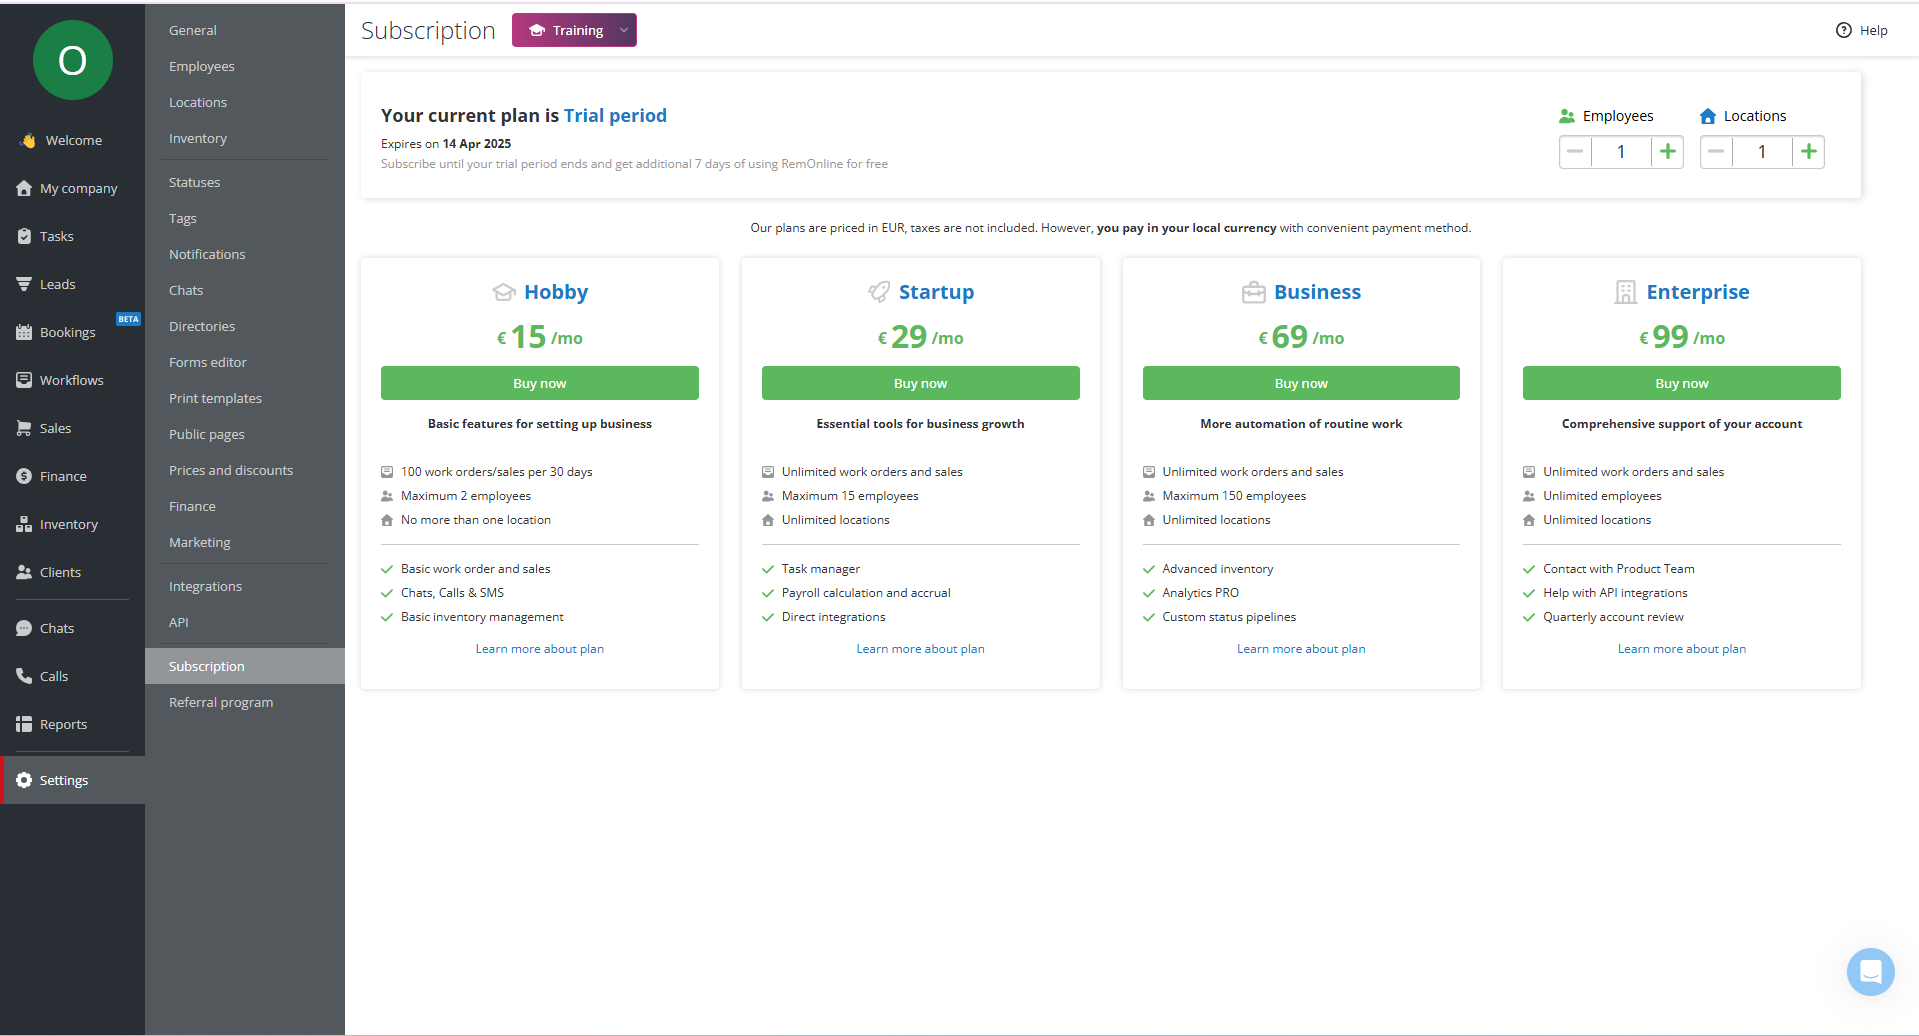 O
Welcome
My company
Tasks
Leads
BETA
Bookings
Workflows
Sales
Finance
Inventory
Clients
Chats
Calls
Reports
Settings
General
Employees
Locations
Inventory
Statuses
Tags
Notifications
Chats
Directories
Forms editor
Print templates
Public pages
Prices and discounts
Finance
Marketing
Integrations
API
Subscription
Referral program
Subscription
Training
Help
Your current plan is Trial period
Expires on 14 Apr 2025
Subscribe until your trial period ends and get additional 7 days of using RemOnline for free
Employees
1
Locations
1
Our plans are priced in EUR, taxes are not included. However, you pay in your local currency with convenient payment method.
Hobby
€ 15 /mo
Buy now
Basic features for setting up business
100 work orders/sales per 30 days
Maximum 2 employees
No more than one location
Basic work order and sales
Chats, Calls & SMS
Basic inventory management
Learn more about plan
Startup
€ 29 /mo
Buy now
Essential tools for business growth
Unlimited work orders and sales
Maximum 15 employees
Unlimited locations
Task manager
Payroll calculation and accrual
Direct integrations
Learn more about plan
Business
€ 69 /mo
Buy now
More automation of routine work
Unlimited work orders and sales
Maximum 150 employees
Unlimited locations
Advanced inventory
Analytics PRO
Custom status pipelines
Learn more about plan
Enterprise
€ 99 /mo
Buy now
Comprehensive support of your account
Unlimited work orders and sales
Unlimited employees
Unlimited locations
Contact with Product Team
Help with API integrations
Quarterly account review
Learn more about plan